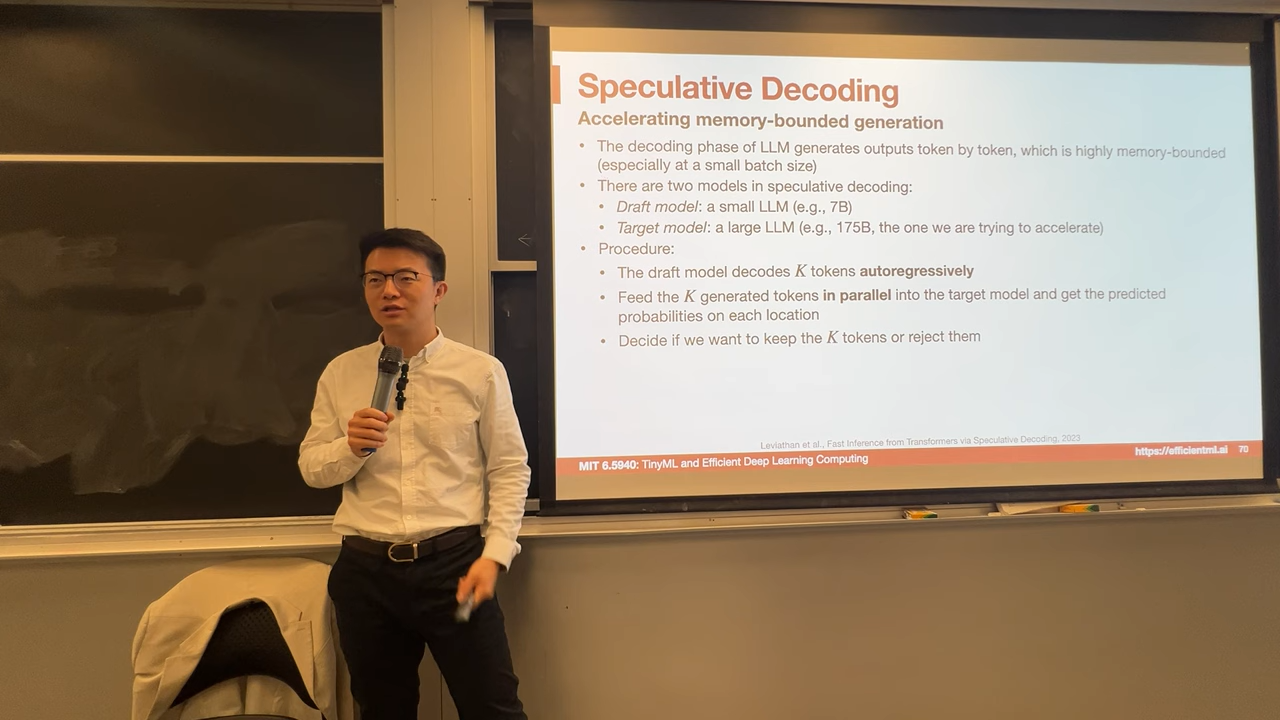 Speculative Decoding
Accelerating memory-bounded generation
• The decoding phase of LLM generates outputs token by token, which is highly memory-bounded
(especially at a small batch size)
• There are two models in speculative decoding:
• Draft model: a small LLM (e.g., 7B)
• Target model: a large LLM (e.g., 175B, the one we are trying to accelerate)
• Procedure:
• The draft model decodes K tokens autoregressively
• Feed the K generated tokens in parallel into the target model and get the predicted
probabilities on each location
• Decide if we want to keep the K tokens or reject them
Leviathan et al., Fast Inference from Transformers via Speculative Decoding, 2023
MIT 6.5940: TinyML and Efficient Deep Learning Computing
https://efficientml.ai 70